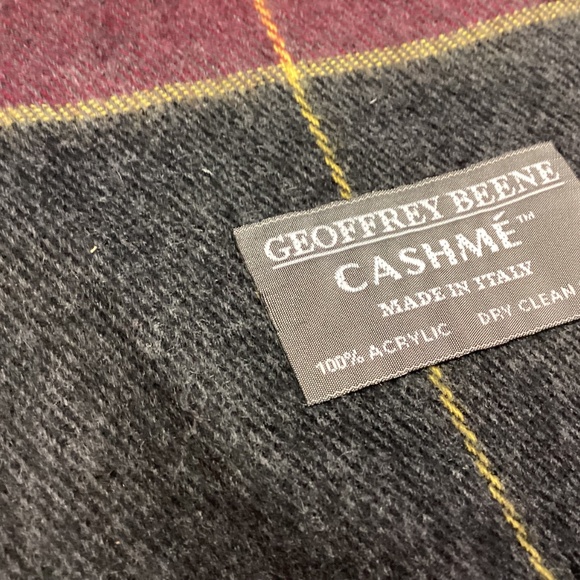 GEOFFREY BEENE
CASHMÉ™
MADE IN ITALY
100% ACRYLIC DRY CLEAN